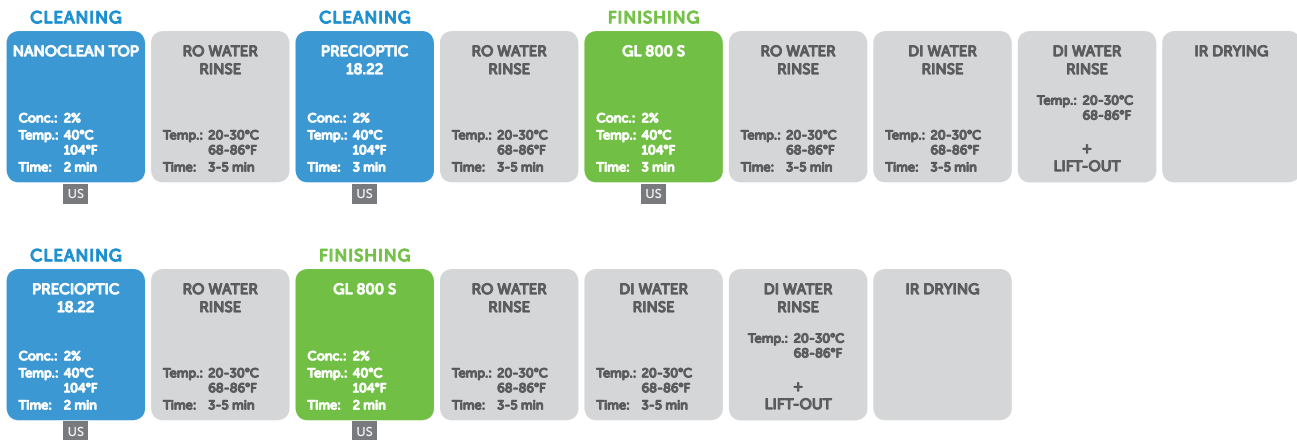 CLEANING
NANOCLEAN TOP
Conc.: 2%
Temp.: 40°C
104°F
Time: 2 min
US
RO WATER
RINSE
Temp.: 20-30°C
68-86°F
Time: 3-5 min
CLEANING
PRECIOPTIC
18.22
Conc.: 2%
Temp.: 40°C
104°F
Time: 3 min
US
RO WATER
RINSE
Temp.: 20-30°C
68-86°F
Time: 3-5 min
FINISHING
GL 800 S
Conc.: 2%
Temp.: 40°C
104°F
Time: 3 min
US
RO WATER
RINSE
Temp.: 20-30°C
68-86°F
Time: 3-5 min
DI WATER
RINSE
Temp.: 20-30°C
68-86°F
Time: 3-5 min
DI WATER
RINSE
Temp.: 20-30°C
68-86°F
+
LIFT-OUT
IR DRYING
CLEANING
PRECIOPTIC
18.22
Conc.: 2%
Temp.: 40°C
104°F
Time: 2 min
US
RO WATER
RINSE
Temp.: 20-30°C
68-86°F
Time: 3-5 min
FINISHING
GL 800 S
Conc.: 2%
Temp.: 40°C
104°F
Time: 2 min
US
RO WATER
RINSE
Temp.: 20-30°C
68-86°F
Time: 3-5 min
DI WATER
RINSE
Temp.: 20-30°C
68-86°F
Time: 3-5 min
DI WATER
RINSE
Temp.: 20-30°C
68-86°F
+
LIFT-OUT
IR DRYING